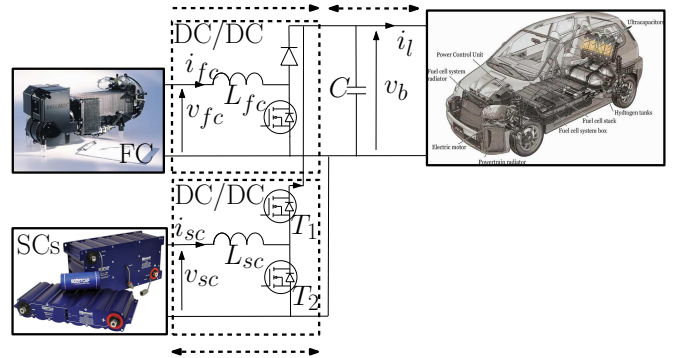 DC/DC
i_fc
L_fc
v_fc
FC
C
v_b
i_l
Ultracapacitors
Power Control Unit
Fuel cell system
radiator
Hydrogen tanks
Fuel cell stack
Fuel cell system box
Electric motor
Powertrain radiator
DC/DC
T_1
SCs
i_sc
L_sc
v_sc
T_2